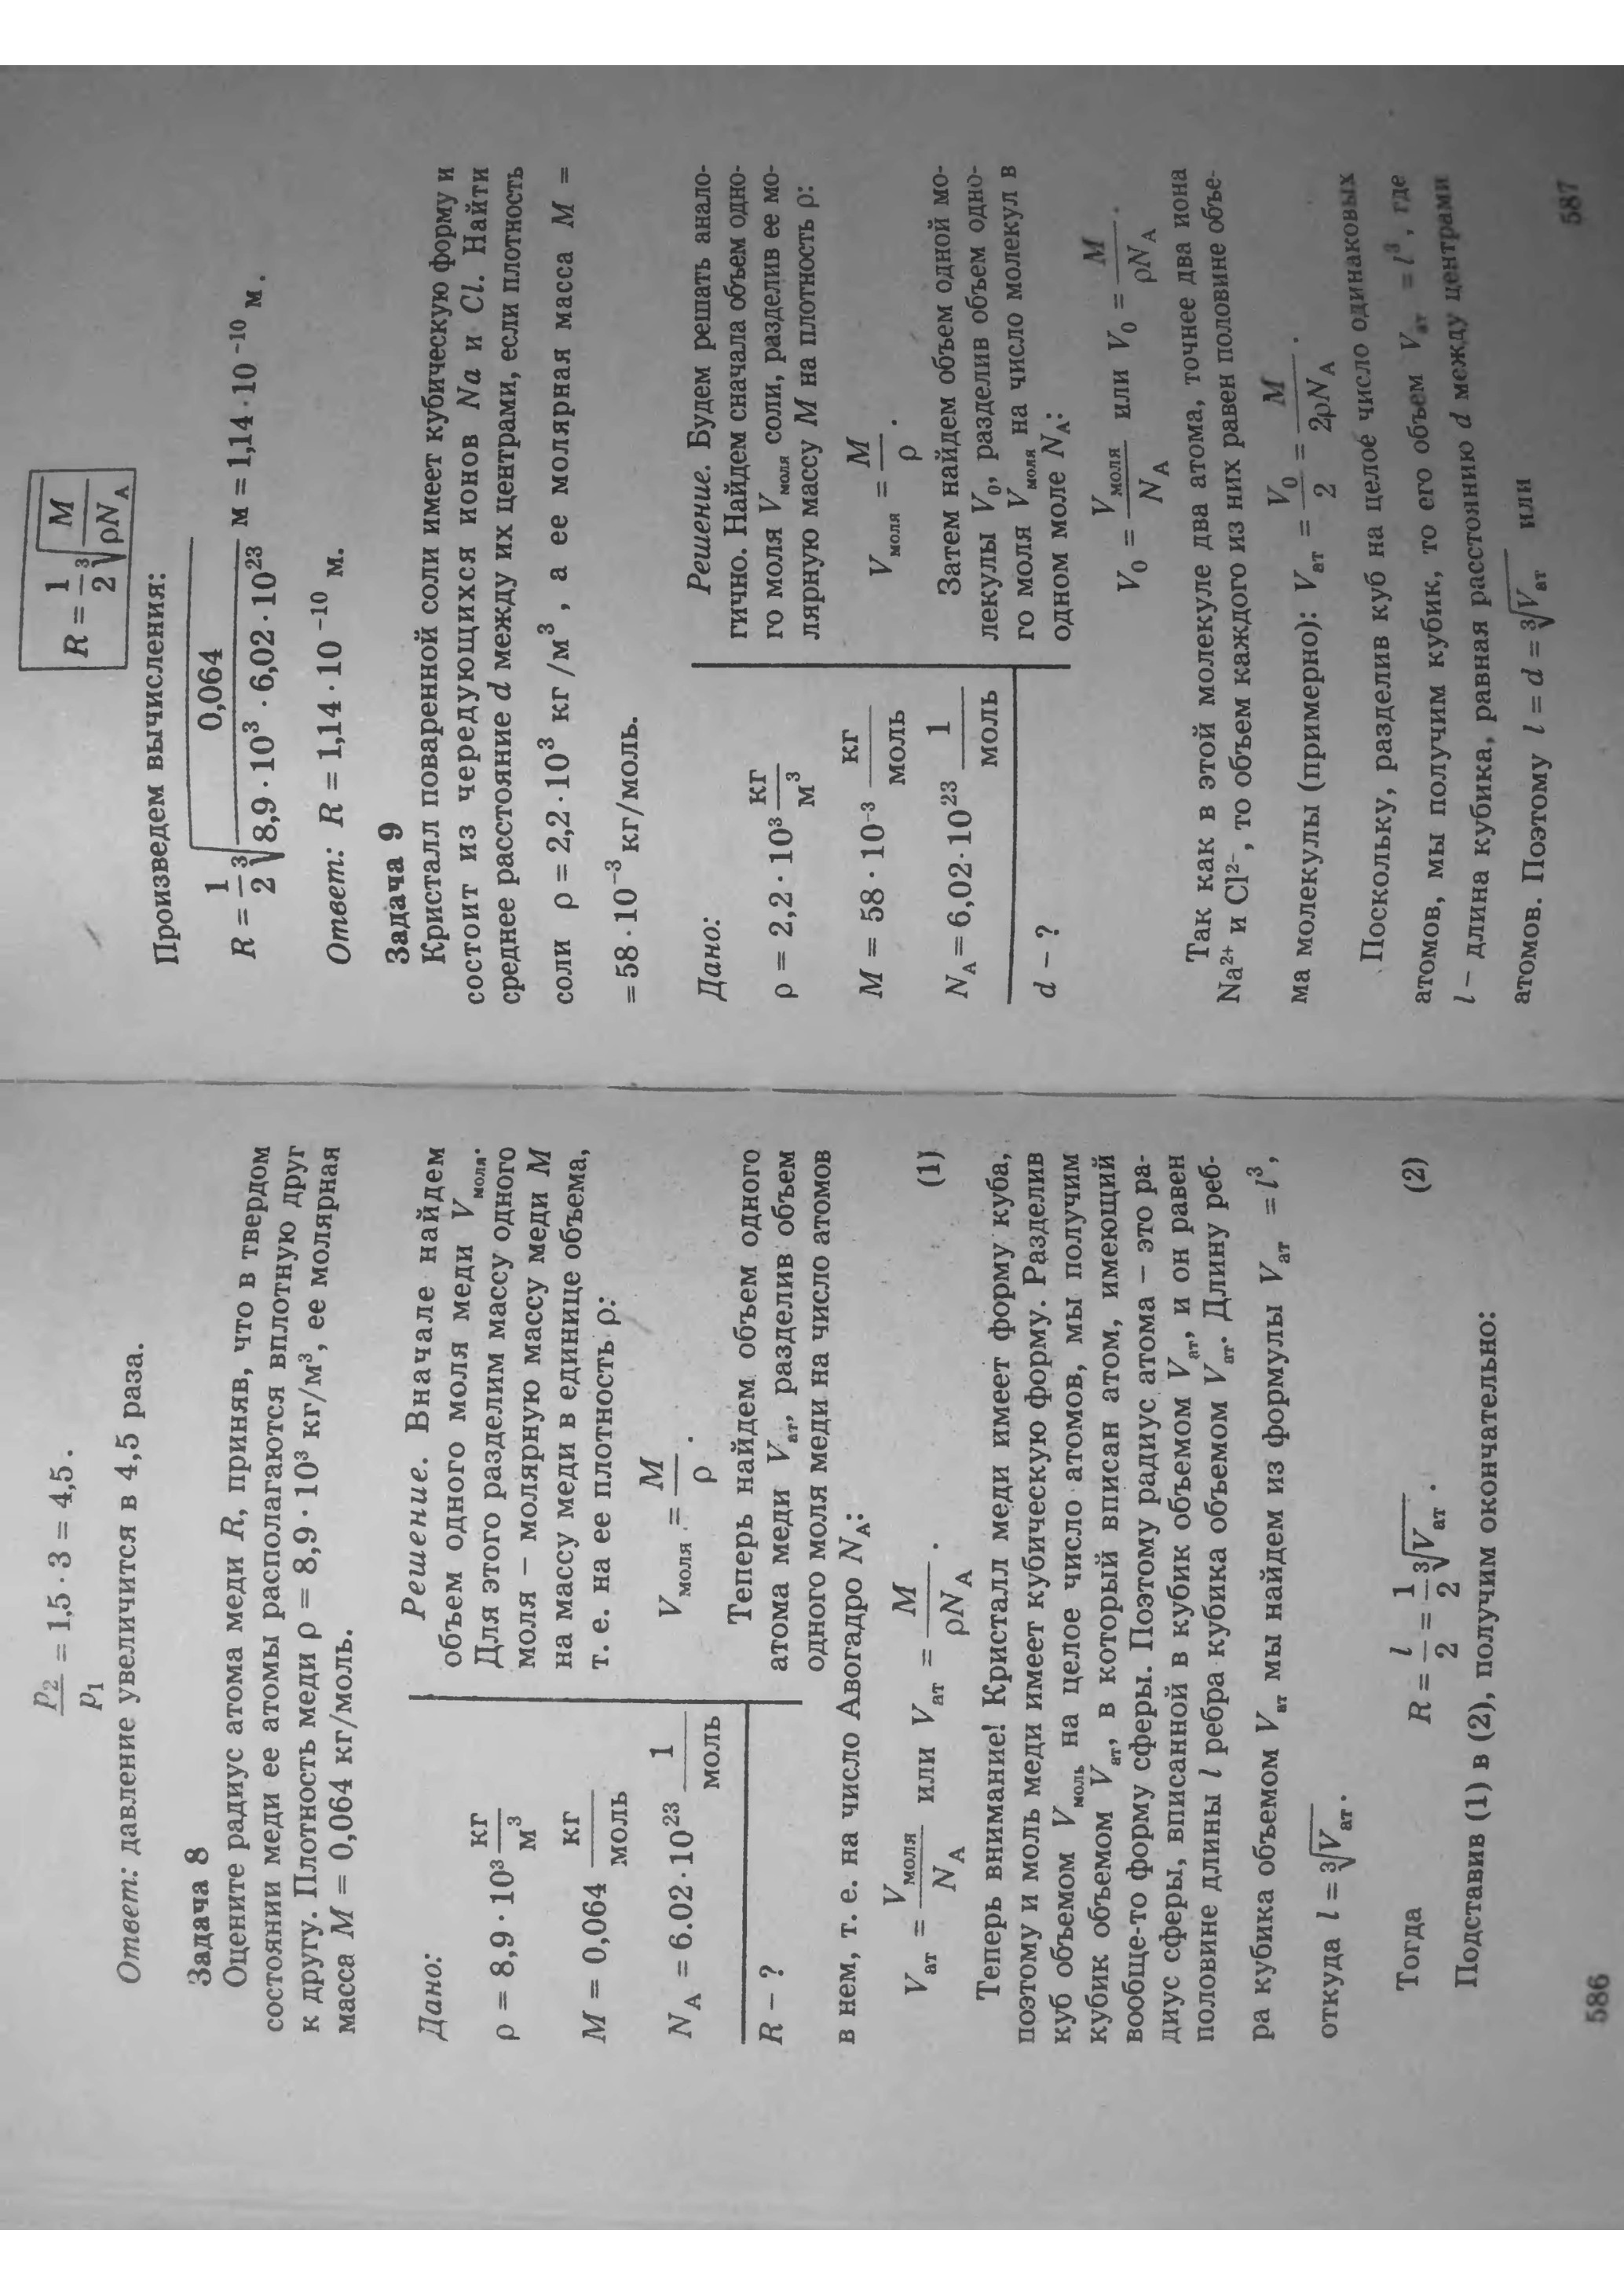 p₂/p₁ = 1,5 · 3 = 4,5.
Ответ: давление увеличится в 4,5 раза.
Задача 8
Оцените радиус атома меди R, приняв, что в твердом
состоянии меди ее атомы располагаются вплотную друг
к другу. Плотность меди ρ = 8,9 · 10³ кг/м³, ее молярная
масса M = 0,064 кг/моль.
Дано:
ρ = 8,9 · 10³ кг/м³
M = 0,064 кг/моль
N_A = 6.02 · 10²³ 1/моль
R – ?
Решение. Вначале найдем
объем одного моля меди V_моля.
Для этого разделим массу одного
моля – молярную массу меди M
на массу меди в единице объема,
т. е. на ее плотность ρ:
V_моля = M/ρ.
Теперь найдем объем одного
атома меди V_ат, разделив объем
одного моля меди на число атомов
в нем, т. е. на число Авогадро N_A:
V_ат = V_моля/N_A или V_ат = M/(ρN_A). (1)
Теперь внимание! Кристалл меди имеет форму куба,
поэтому и моль меди имеет кубическую форму. Разделив
куб объемом V_моль на целое число атомов, мы получим
кубик объемом V_ат, в который вписан атом, имеющий
вообще-то форму сферы. Поэтому радиус атома – это ра-
диус сферы, вписанной в кубик объемом V_ат, и он равен
половине длины l ребра кубика объемом V_ат. Длину реб-
ра кубика объемом V_ат мы найдем из формулы V_ат = l³,
откуда l = ∛V_ат.
Тогда R = l/2 = 1/2 ∛V_ат. (2)
Подставив (1) в (2), получим окончательно:
586
R = 1/2 ∛(M/(ρN_A))
Произведем вычисления:
R = 1/2 ∛(0,064/(8,9 · 10³ · 6,02 · 10²³)) м = 1,14 · 10⁻¹⁰ м.
Ответ: R = 1,14 · 10⁻¹⁰ м.
Задача 9
Кристалл поваренной соли имеет кубическую форму и
состоит из чередующихся ионов Na и Cl. Найти
среднее расстояние d между их центрами, если плотность
соли ρ = 2,2 · 10³ кг/м³, а ее молярная масса M =
= 58 · 10⁻³ кг/моль.
Дано:
ρ = 2,2 · 10³ кг/м³
M = 58 · 10⁻³ кг/моль
N_A = 6,02 · 10²³ 1/моль
d – ?
Решение. Будем решать анало-
гично. Найдем сначала объем одно-
го моля V_моля соли, разделив ее мо-
лярную массу M на плотность ρ:
V_моля = M/ρ.
Затем найдем объем одной мо-
лекулы V₀, разделив объем одно-
го моля V_моля на число молекул в
одном моле N_A:
V₀ = V_моля/N_A или V₀ = M/(ρN_A).
Так как в этой молекуле два атома, точнее два иона
Na²⁺ и Cl²⁻, то объем каждого из них равен половине объе-
ма молекулы (примерно): V_ат = V₀/2 = M/(2ρN_A).
Поскольку, разделив куб на целое число одинаковых
атомов, мы получим кубик, то его объем V_ат = l³, где
l – длина кубика, равная расстоянию d между центрами
атомов. Поэтому l = d = ∛V_ат или
587